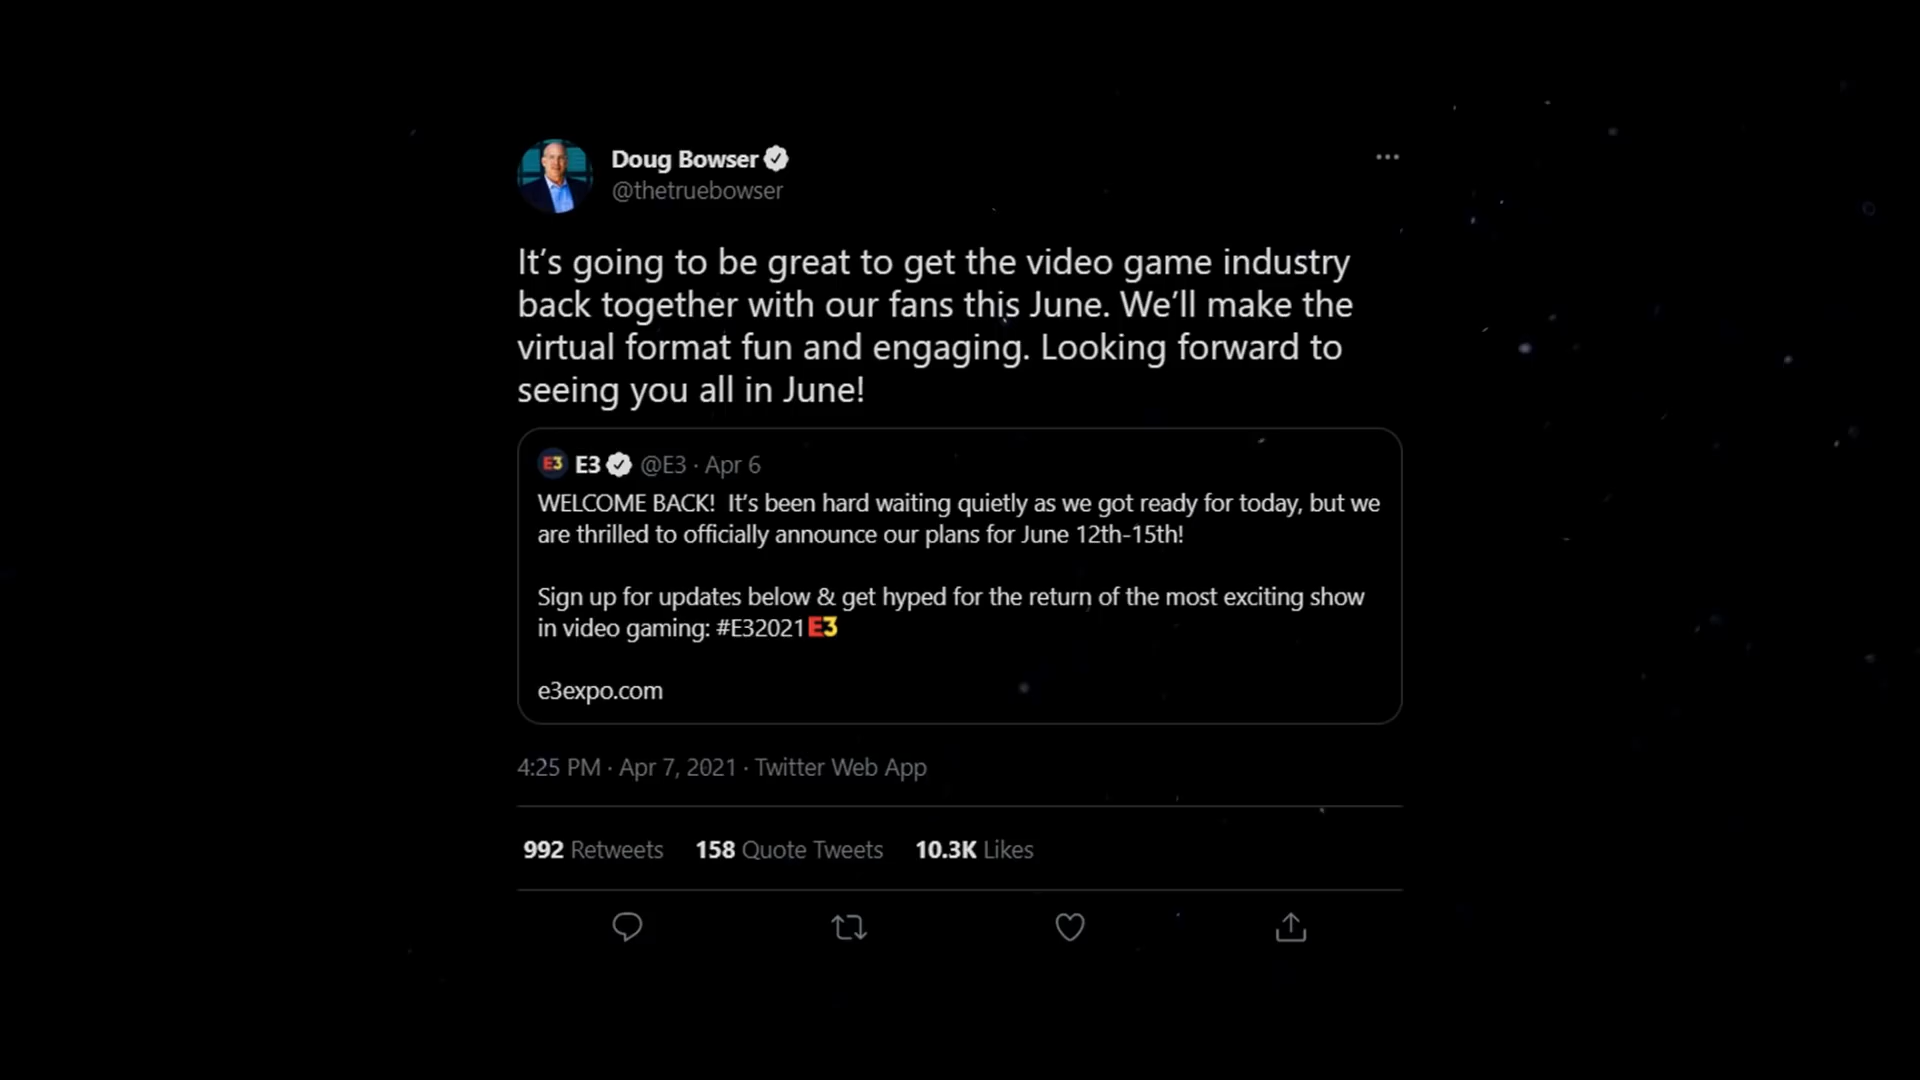 Doug Bowser
@thetruebowser
It’s going to be great to get the video game industry
back together with our fans this June. We’ll make the
virtual format fun and engaging. Looking forward to
seeing you all in June!
E3 E3 @E3 · Apr 6
WELCOME BACK!  It’s been hard waiting quietly as we got ready for today, but we
are thrilled to officially announce our plans for June 12th-15th!
Sign up for updates below & get hyped for the return of the most exciting show
in video gaming: #E32021 E3
e3expo.com
4:25 PM · Apr 7, 2021 · Twitter Web App
992 Retweets 158 Quote Tweets 10.3K Likes